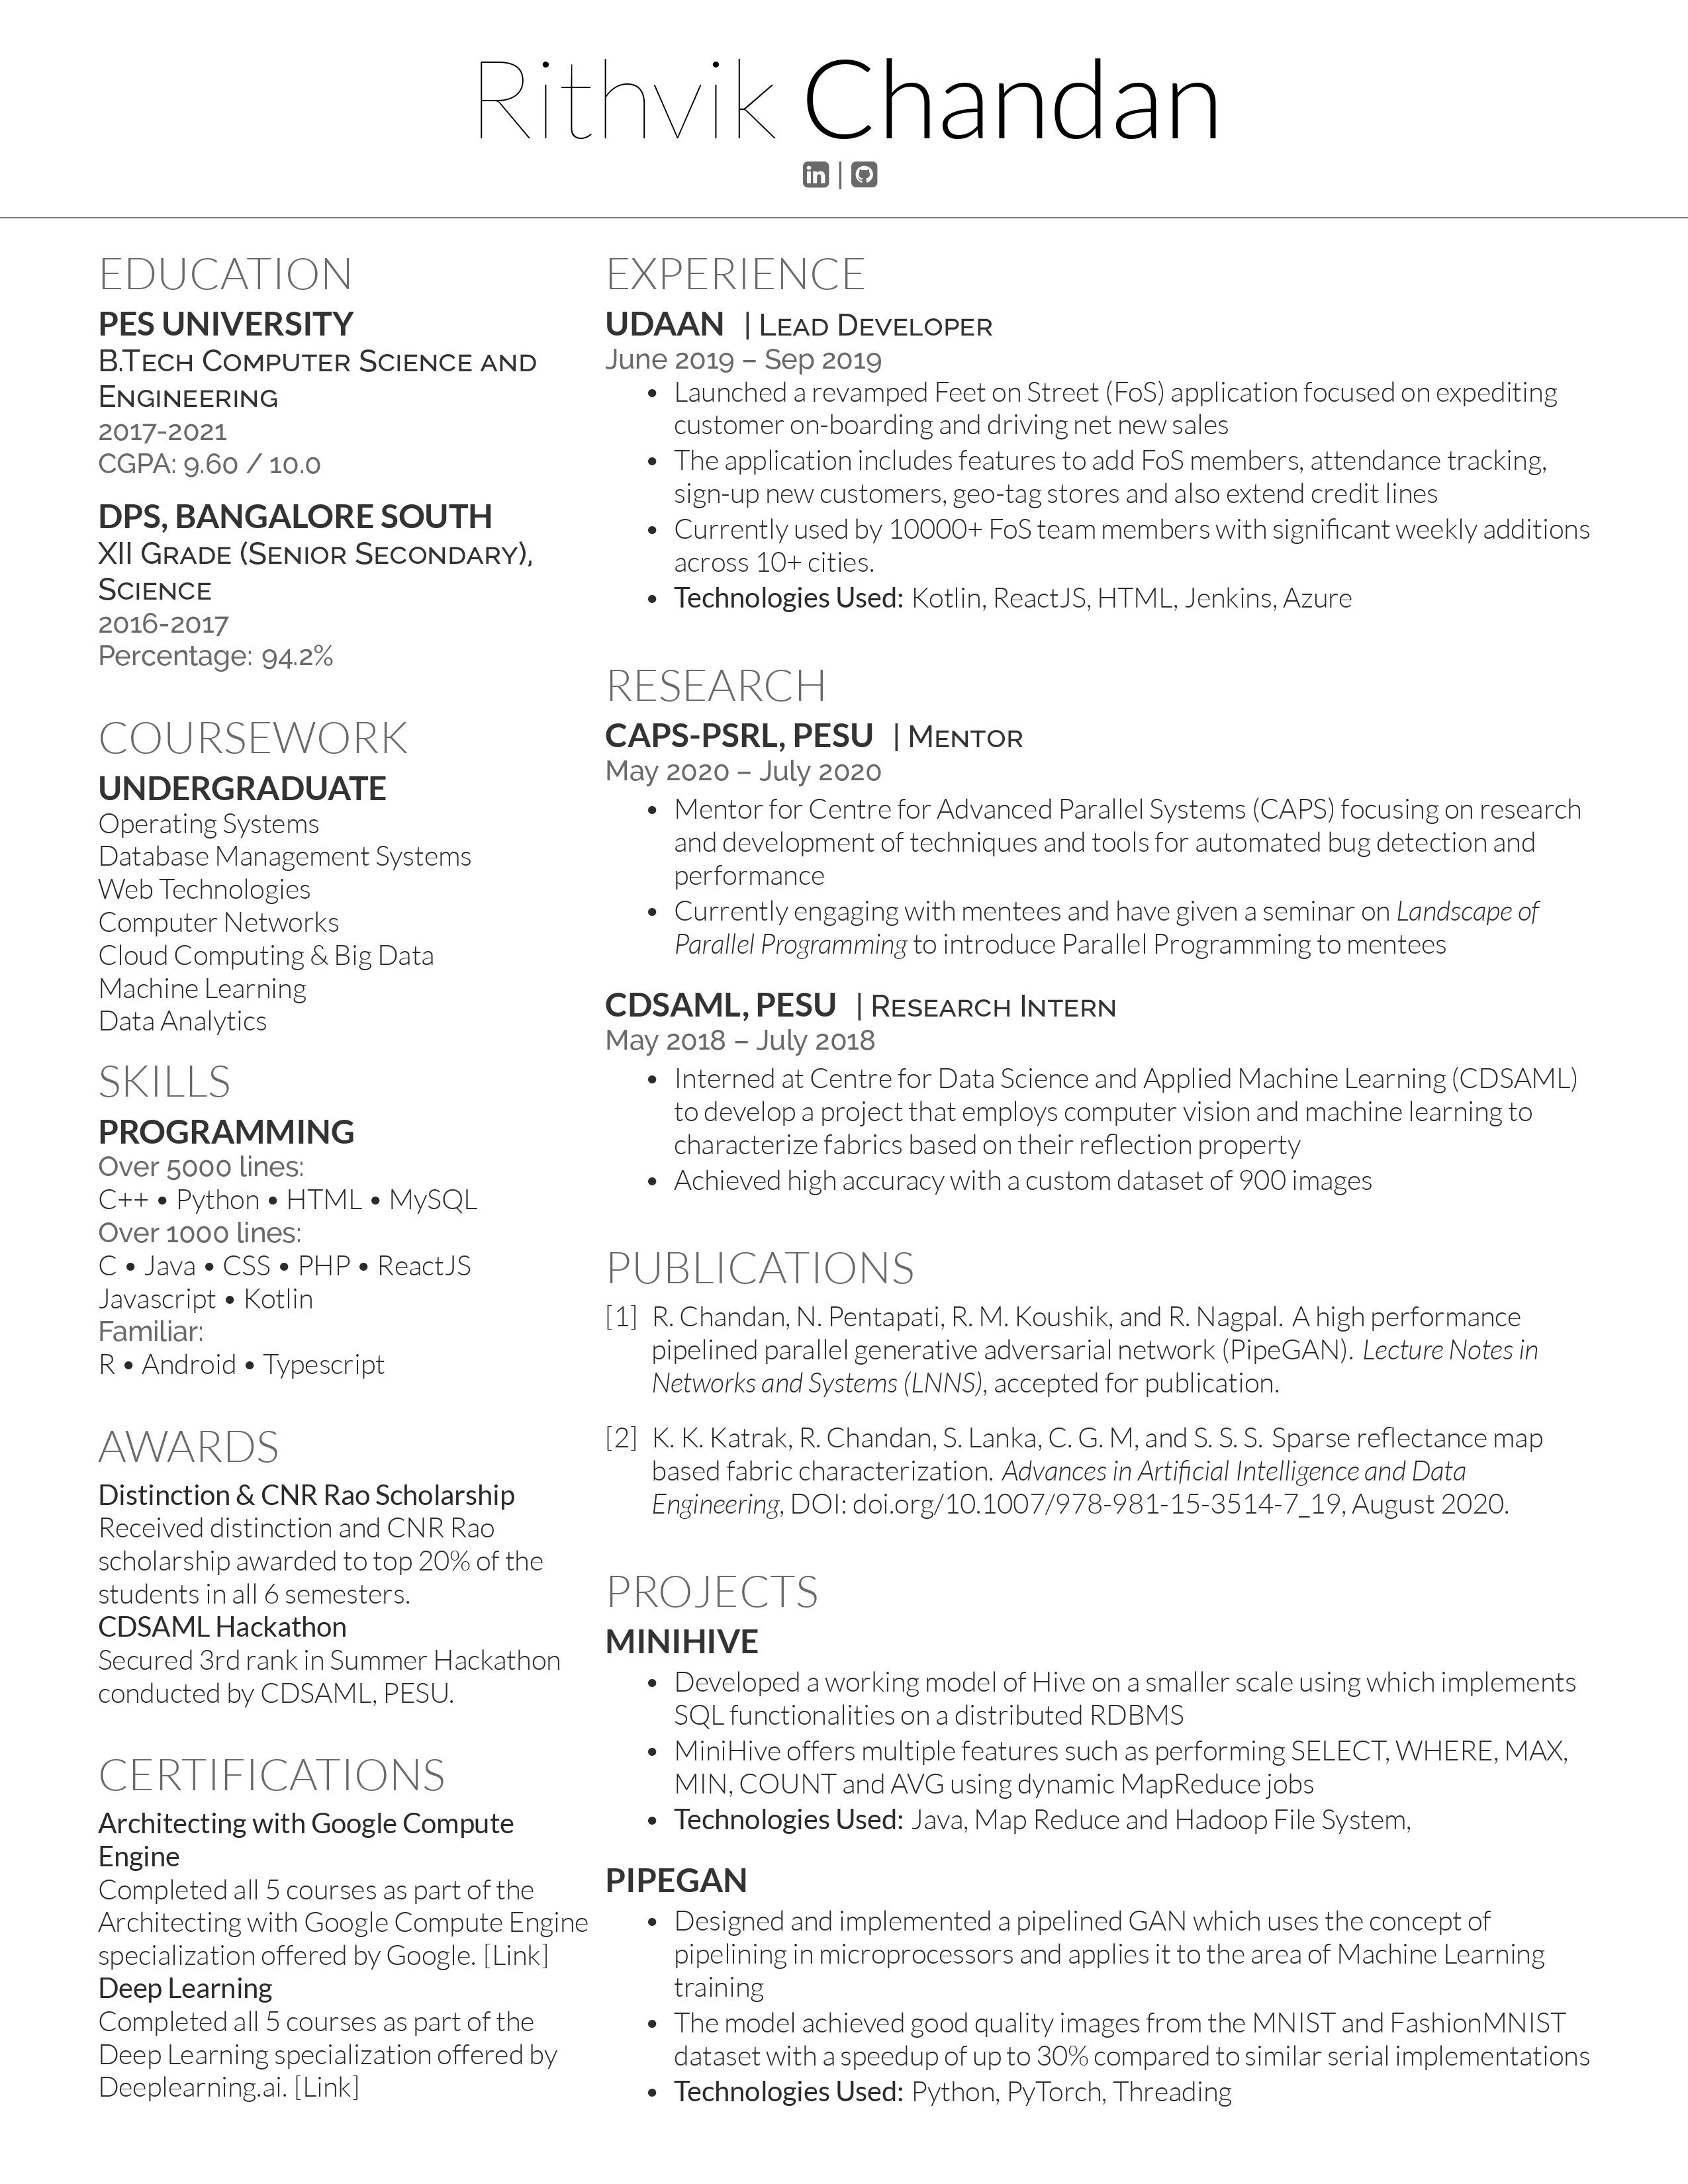 Rithvik Chandan
|
EDUCATION
PES UNIVERSITY
B.Tech Computer Science and
Engineering
2017-2021
CGPA: 9.60 / 10.0
DPS, BANGALORE SOUTH
XII Grade (Senior Secondary),
Science
2016-2017
Percentage: 94.2%
COURSEWORK
UNDERGRADUATE
Operating Systems
Database Management Systems
Web Technologies
Computer Networks
Cloud Computing & Big Data
Machine Learning
Data Analytics
SKILLS
PROGRAMMING
Over 5000 lines:
C++ • Python • HTML • MySQL
Over 1000 lines:
C • Java • CSS • PHP • ReactJS
Javascript • Kotlin
Familiar:
R • Android • Typescript
AWARDS
Distinction & CNR Rao Scholarship
Received distinction and CNR Rao
scholarship awarded to top 20% of the
students in all 6 semesters.
CDSAML Hackathon
Secured 3rd rank in Summer Hackathon
conducted by CDSAML, PESU.
CERTIFICATIONS
Architecting with Google Compute
Engine
Completed all 5 courses as part of the
Architecting with Google Compute Engine
specialization offered by Google. [Link]
Deep Learning
Completed all 5 courses as part of the
Deep Learning specialization offered by
Deeplearning.ai. [Link]
EXPERIENCE
UDAAN | Lead Developer
June 2019 – Sep 2019
• Launched a revamped Feet on Street (FoS) application focused on expediting
customer on-boarding and driving net new sales
• The application includes features to add FoS members, attendance tracking,
sign-up new customers, geo-tag stores and also extend credit lines
• Currently used by 10000+ FoS team members with significant weekly additions
across 10+ cities.
• Technologies Used: Kotlin, ReactJS, HTML, Jenkins, Azure
RESEARCH
CAPS-PSRL, PESU | Mentor
May 2020 – July 2020
• Mentor for Centre for Advanced Parallel Systems (CAPS) focusing on research
and development of techniques and tools for automated bug detection and
performance
• Currently engaging with mentees and have given a seminar on Landscape of
Parallel Programming to introduce Parallel Programming to mentees
CDSAML, PESU | Research Intern
May 2018 – July 2018
• Interned at Centre for Data Science and Applied Machine Learning (CDSAML)
to develop a project that employs computer vision and machine learning to
characterize fabrics based on their reflection property
• Achieved high accuracy with a custom dataset of 900 images
PUBLICATIONS
[1] R. Chandan, N. Pentapati, R. M. Koushik, and R. Nagpal. A high performance
pipelined parallel generative adversarial network (PipeGAN). Lecture Notes in
Networks and Systems (LNNS), accepted for publication.
[2] K. K. Katrak, R. Chandan, S. Lanka, C. G. M, and S. S. S. Sparse reflectance map
based fabric characterization. Advances in Artificial Intelligence and Data
Engineering, DOI: doi.org/10.1007/978-981-15-3514-7_19, August 2020.
PROJECTS
MINIHIVE
• Developed a working model of Hive on a smaller scale using which implements
SQL functionalities on a distributed RDBMS
• MiniHive offers multiple features such as performing SELECT, WHERE, MAX,
MIN, COUNT and AVG using dynamic MapReduce jobs
• Technologies Used: Java, Map Reduce and Hadoop File System,
PIPEGAN
• Designed and implemented a pipelined GAN which uses the concept of
pipelining in microprocessors and applies it to the area of Machine Learning
training
• The model achieved good quality images from the MNIST and FashionMNIST
dataset with a speedup of up to 30% compared to similar serial implementations
• Technologies Used: Python, PyTorch, Threading